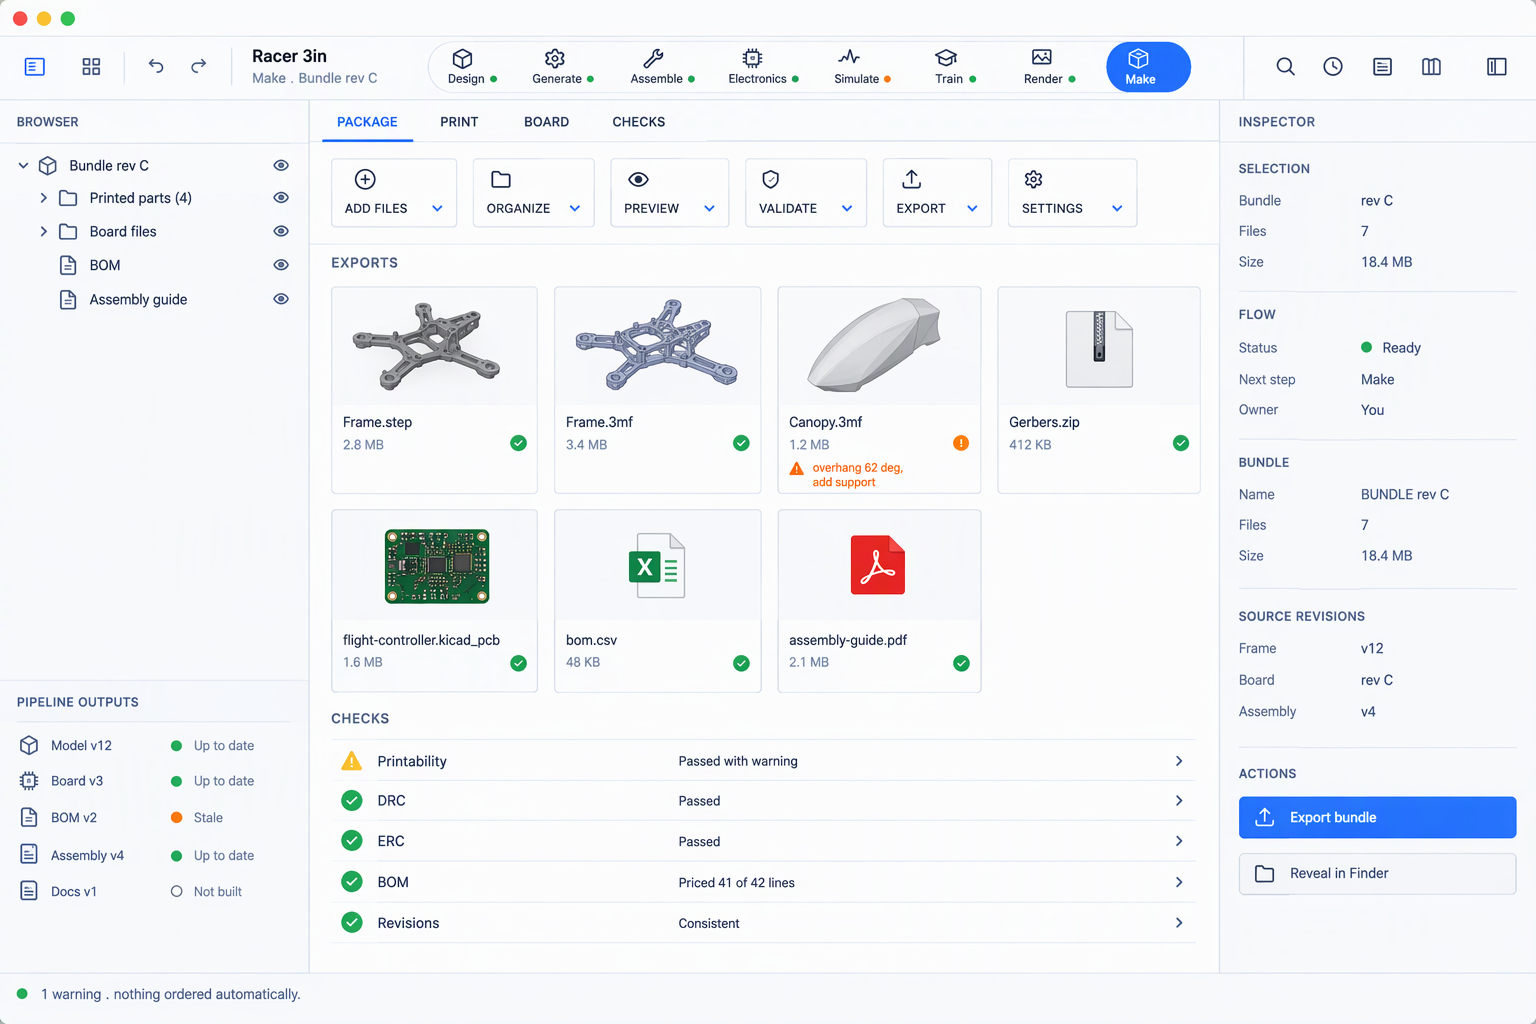 Racer 3in
Make . Bundle rev C
Design
Generate
Assemble
Electronics
Simulate
Train
Render
Make
BROWSER
Bundle rev C
Printed parts (4)
Board files
BOM
Assembly guide
PIPELINE OUTPUTS
Model v12 Up to date
Board v3 Up to date
BOM v2 Stale
Assembly v4 Up to date
Docs v1 Not built
PACKAGE PRINT BOARD CHECKS
ADD FILES
ORGANIZE
PREVIEW
VALIDATE
EXPORT
SETTINGS
EXPORTS
Frame.step
2.8 MB
Frame.3mf
3.4 MB
Canopy.3mf
1.2 MB
overhang 62 deg,
add support
Gerbers.zip
412 KB
flight-controller.kicad_pcb
1.6 MB
X
bom.csv
48 KB
assembly-guide.pdf
2.1 MB
CHECKS
Printability Passed with warning
DRC Passed
ERC Passed
BOM Priced 41 of 42 lines
Revisions Consistent
INSPECTOR
SELECTION
Bundle rev C
Files 7
Size 18.4 MB
FLOW
Status Ready
Next step Make
Owner You
BUNDLE
Name BUNDLE rev C
Files 7
Size 18.4 MB
SOURCE REVISIONS
Frame v12
Board rev C
Assembly v4
ACTIONS
Export bundle
Reveal in Finder
1 warning . nothing ordered automatically.